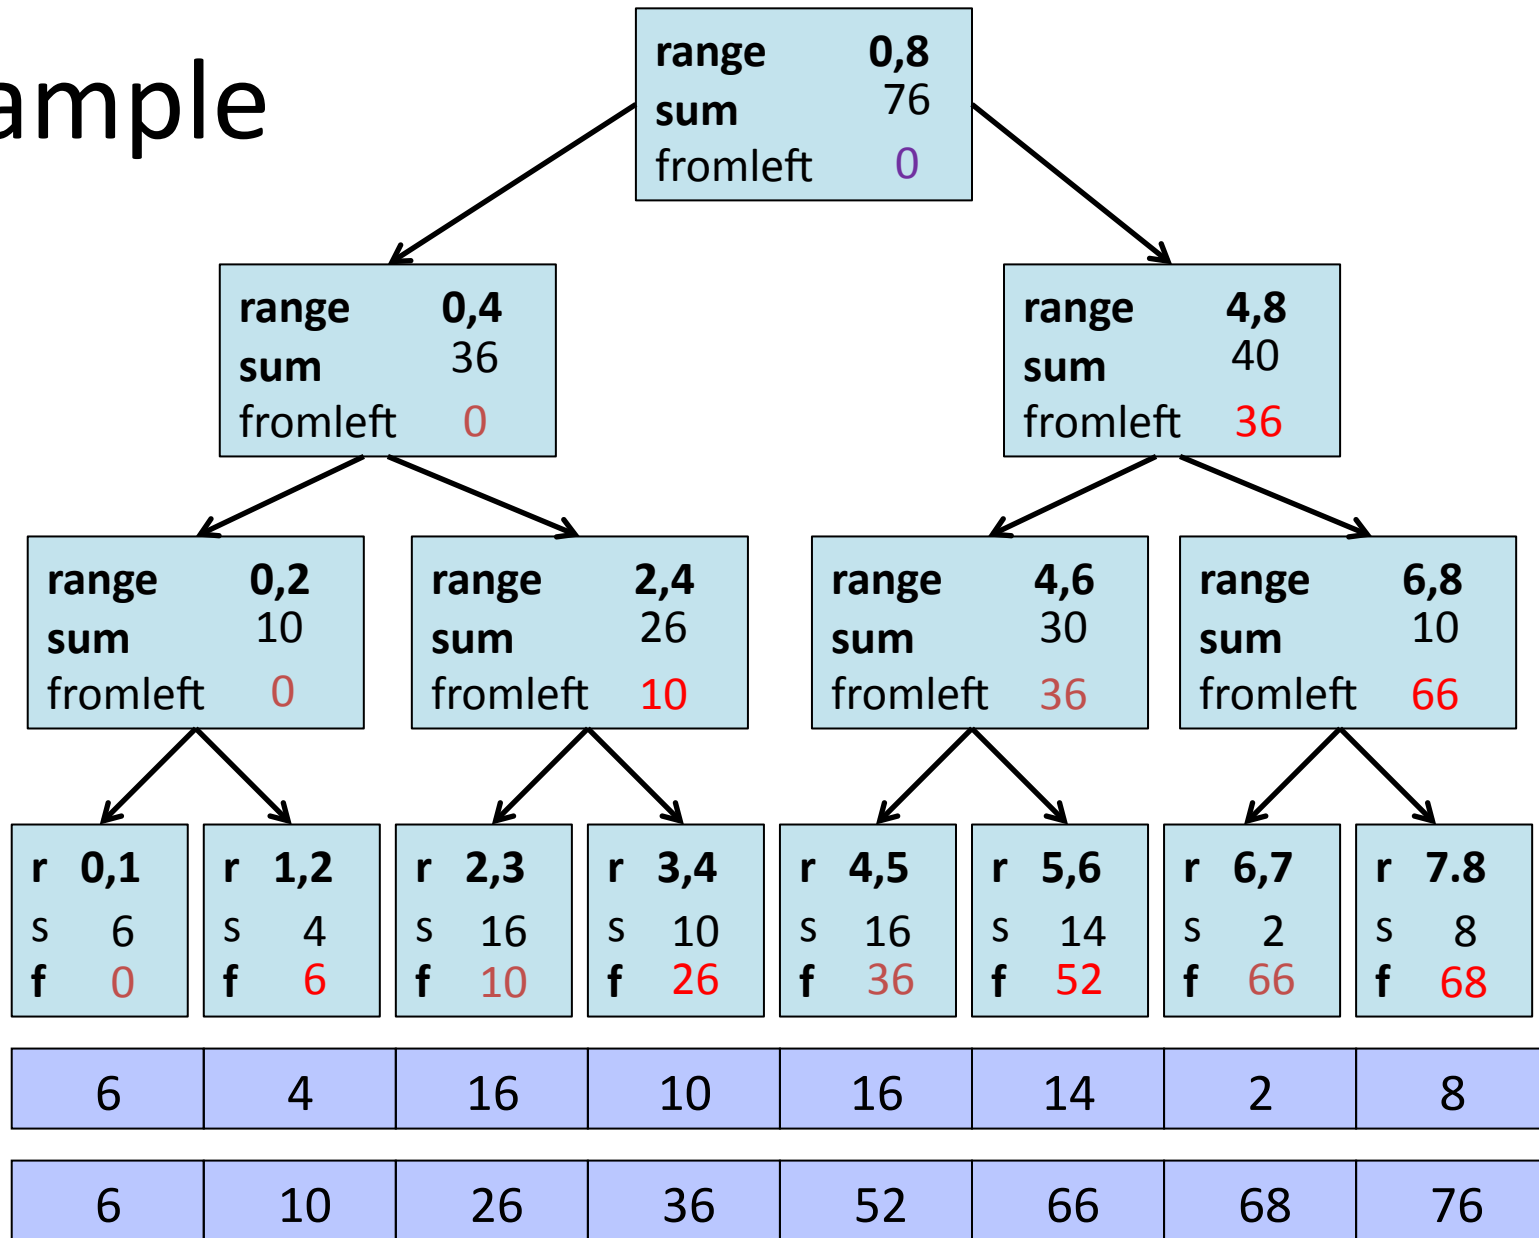 ample
range 0,8
sum 76
fromleft 0
range 0,4
sum 36
fromleft 0
range 4,8
sum 40
fromleft 36
range 0,2
sum 10
fromleft 0
range 2,4
sum 26
fromleft 10
range 4,6
sum 30
fromleft 36
range 6,8
sum 10
fromleft 66
r 0,1
s 6
f 0
r 1,2
s 4
f 6
r 2,3
s 16
f 10
r 3,4
s 10
f 26
r 4,5
s 16
f 36
r 5,6
s 14
f 52
r 6,7
s 2
f 66
r 7.8
s 8
f 68
6 4 16 10 16 14 2 8
6 10 26 36 52 66 68 76